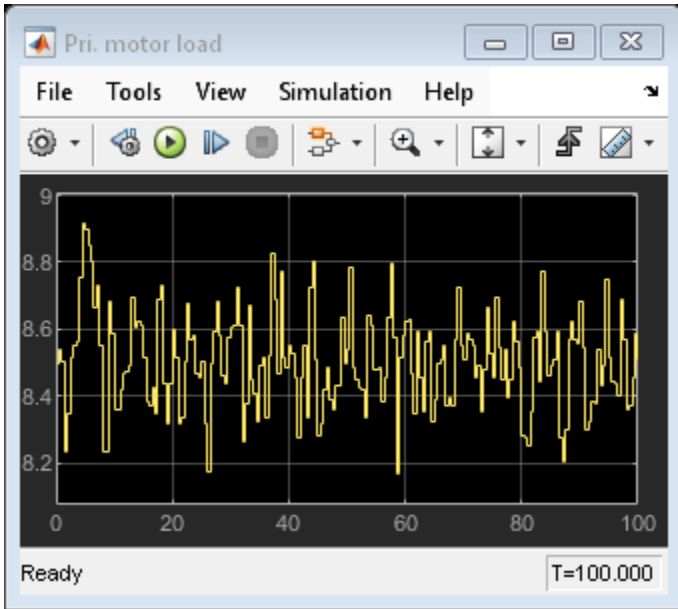 Pri. motor load
File Tools View Simulation Help
9
8.8
8.6
8.4
8.2
0 20 40 60 80 100
Ready T=100.000